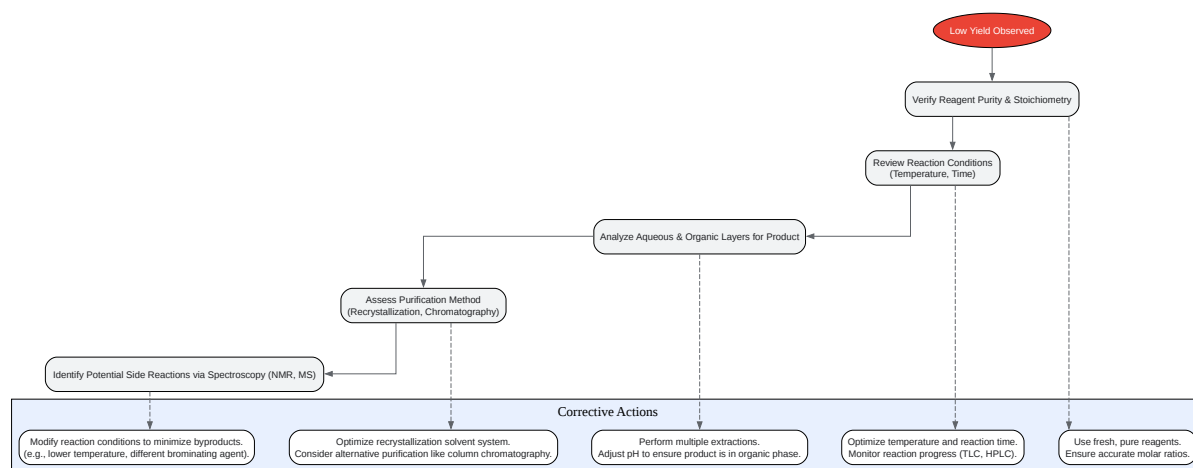 Low Yield Observed
Verify Reagent Purity & Stoichiometry
Review Reaction Conditions
(Temperature, Time)
Analyze Aqueous & Organic Layers for Product
Assess Purification Method
(Recrystallization, Chromatography)
Identify Potential Side Reactions via Spectroscopy (NMR, MS)
Corrective Actions
Modify reaction conditions to minimize byproducts.
(e.g., lower temperature, different brominating agent).
Optimize recrystallization solvent system.
Consider alternative purification like column chromatography.
Perform multiple extractions.
Adjust pH to ensure product is in organic phase.
Optimize temperature and reaction time.
Monitor reaction progress (TLC, HPLC).
Use fresh, pure reagents.
Ensure accurate molar ratios.